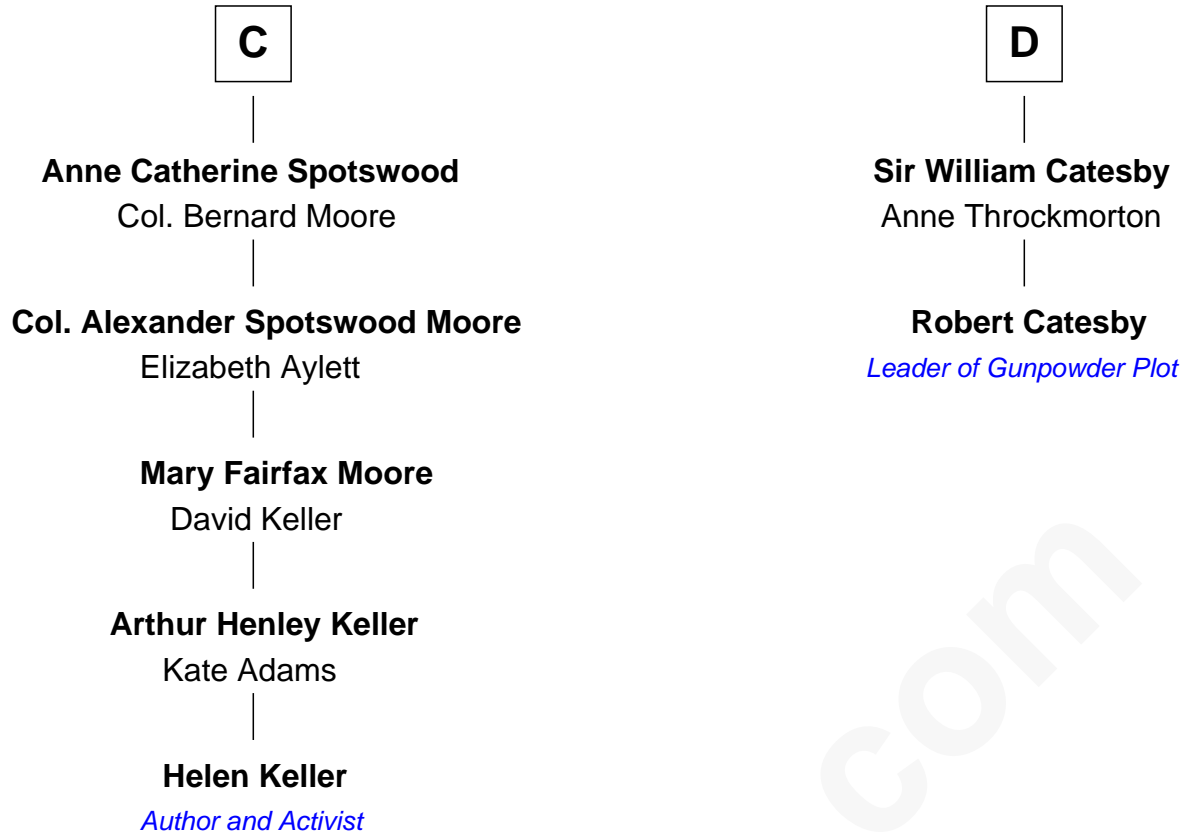 C
Anne Catherine Spotswood
Col. Bernard Moore
Col. Alexander Spotswood Moore
Elizabeth Aylett
Mary Fairfax Moore
David Keller
Arthur Henley Keller
Kate Adams
Helen Keller
Author and Activist
D
Sir William Catesby
Anne Throckmorton
Robert Catesby
Leader of Gunpowder Plot
com